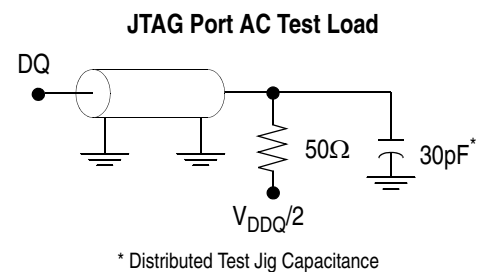 JTAG Port AC Test Load
DQ
50Ω
30pF*
VDDQ/2
* Distributed Test Jig Capacitance